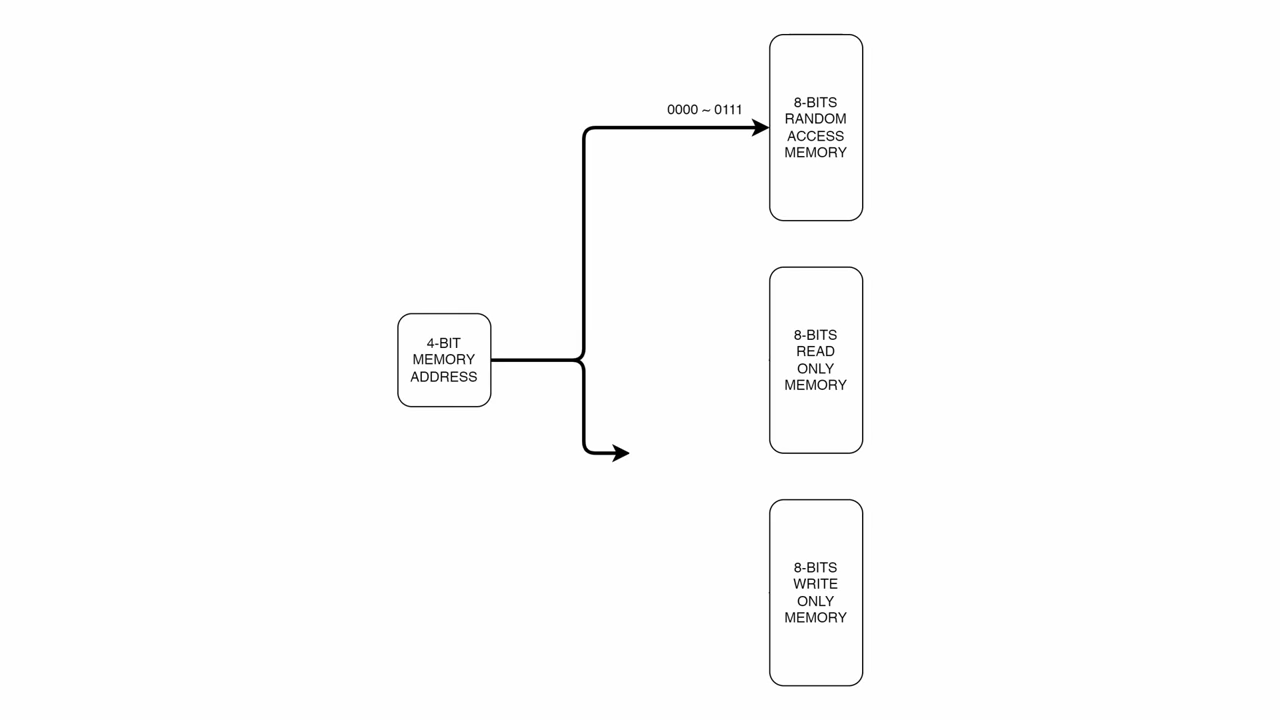 0000 ~ 0111
8-BITS
RANDOM
ACCESS
MEMORY
4-BIT
MEMORY
ADDRESS
8-BITS
READ
ONLY
MEMORY
8-BITS
WRITE
ONLY
MEMORY